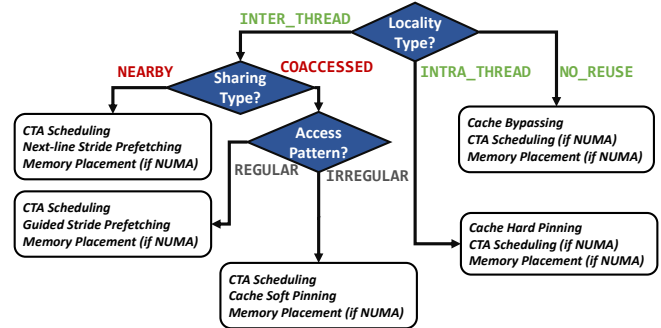 INTER_THREAD
Locality
Type?
NEARBY
COACCESSED
INTRA_THREAD
NO_REUSE
Sharing
Type?
CTA Scheduling
Next-line Stride Prefetching
Memory Placement (if NUMA)
Access
Pattern?
Cache Bypassing
CTA Scheduling (if NUMA)
Memory Placement (if NUMA)
REGULAR
IRREGULAR
CTA Scheduling
Guided Stride Prefetching
Memory Placement (if NUMA)
Cache Hard Pinning
CTA Scheduling (if NUMA)
Memory Placement (if NUMA)
CTA Scheduling
Cache Soft Pinning
Memory Placement (if NUMA)